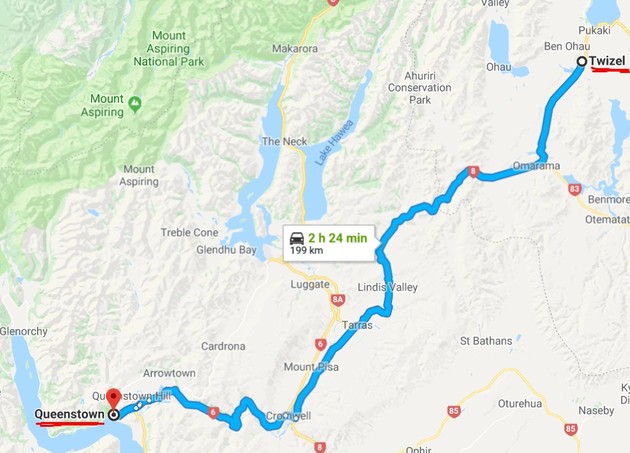 Valley
Pukaki
Ben Ohau
Twizel
Mount
Aspiring
National Park
Makarora
Ohau
Ahuriri
Conservation
Park
Mount
Aspiring
The Neck
Lake Hawea
Omarama
8
83
Mount
Aspiring
Benmore
Otematat
Treble Cone
Glendhu Bay
2 h 24 min
199 km
Luggate
8A
Lindis Valley
Tarras
Glenorchy
Cardrona
6
St Bathans
Mount Pisa
Arrowtown
Queenstown Hill
Queenstown
6
Cromwell
85
Oturehua
Naseby
85
8
Ophir